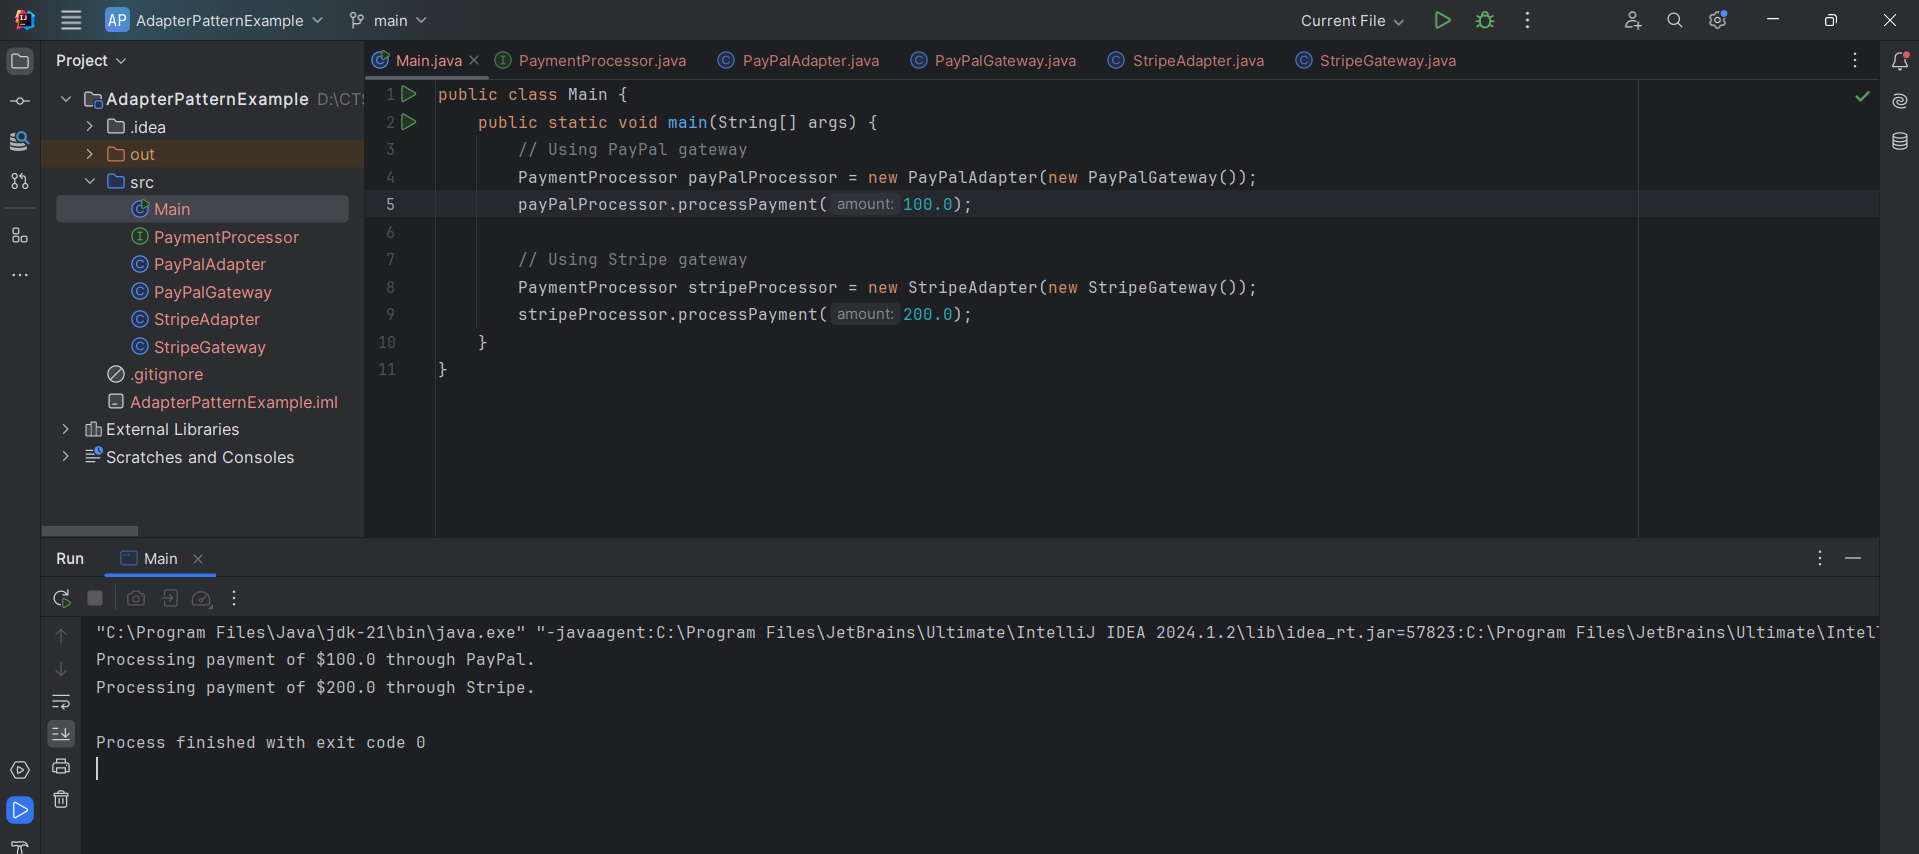 AP AdapterPatternExample main Current File
Project
Main.java PaymentProcessor.java PayPalAdapter.java PayPalGateway.java StripeAdapter.java StripeGateway.java
AdapterPatternExample D:\CTS
.idea
out
src
Main
PaymentProcessor
PayPalAdapter
PayPalGateway
StripeAdapter
StripeGateway
.gitignore
AdapterPatternExample.iml
External Libraries
Scratches and Consoles
1 public class Main {
2 public static void main(String[] args) {
3 // Using PayPal gateway
4 PaymentProcessor payPalProcessor = new PayPalAdapter(new PayPalGateway());
5 payPalProcessor.processPayment( amount: 100.0);
6
7 // Using Stripe gateway
8 PaymentProcessor stripeProcessor = new StripeAdapter(new StripeGateway());
9 stripeProcessor.processPayment( amount: 200.0);
10 }
11 }
Run Main
"C:\Program Files\Java\jdk-21\bin\java.exe" "-javaagent:C:\Program Files\JetBrains\Ultimate\IntelliJ IDEA 2024.1.2\lib\idea_rt.jar=57823:C:\Program Files\JetBrains\Ultimate\Intel
Processing payment of $100.0 through PayPal.
Processing payment of $200.0 through Stripe.
Process finished with exit code 0